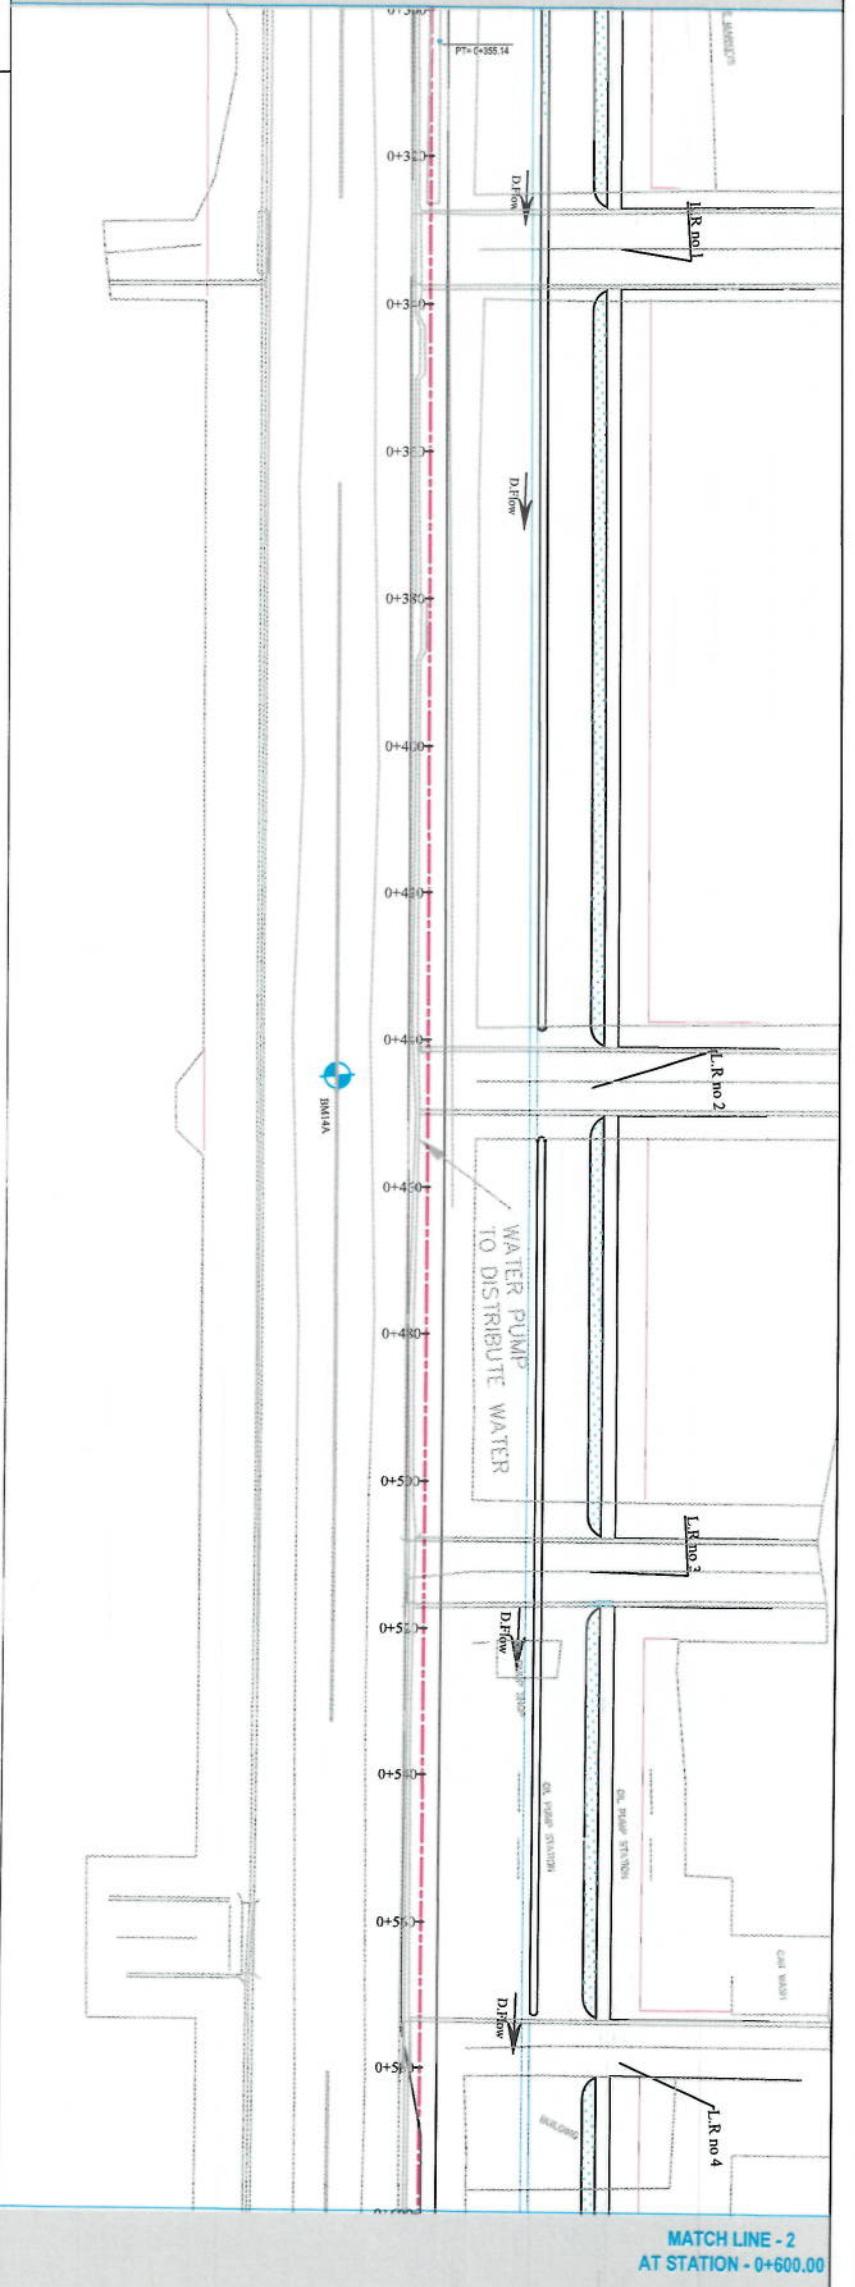 PT= 0+355.14
0+320
D.Flow
L.R no 1
0+340
0+360
D.Flow
0+380
0+400
0+420
0+440
L.R no 2
BM14A
0+460
WATER PUMP
TO DISTRIBUTE WATER
0+480
0+500
L.R no 3
0+520
D.Flow
0+540
OIL PUMP STATION
OIL PUMP STATION
0+560
CAR WASH
D.Flow
0+580
BUILDING
L.R no 4
MATCH LINE - 2
AT STATION - 0+600.00